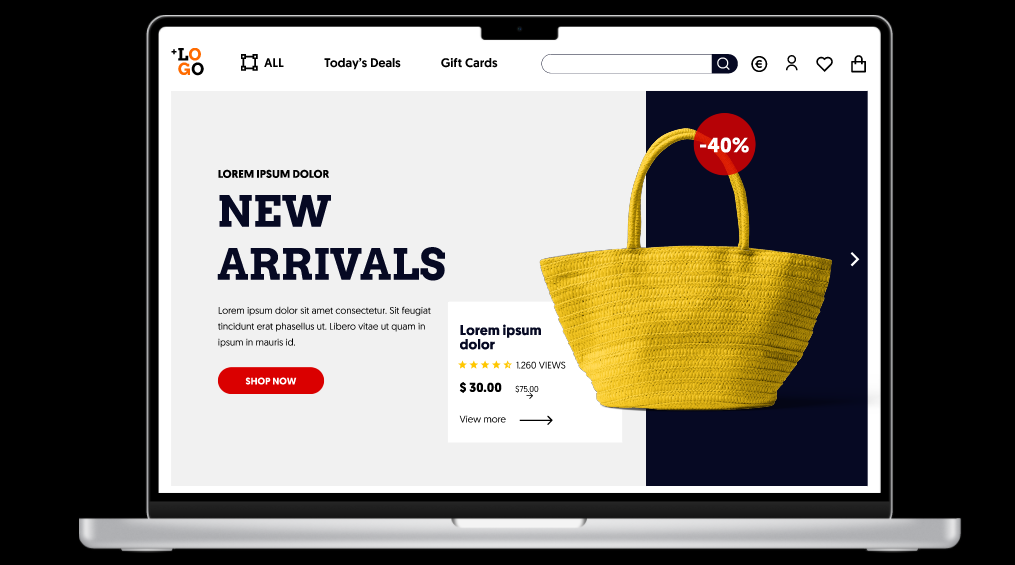 +LO
GO
ALL
Today's Deals
Gift Cards
€
-40%
LOREM IPSUM DOLOR
NEW
ARRIVALS
Lorem ipsum dolor sit amet consectetur. Sit feugiat
tincidunt erat phasellus ut. Libero vitae ut quam in
ipsum in mauris id.
SHOP NOW
Lorem ipsum
dolor
1.260 VIEWS
$ 30.00
$75.00
View more